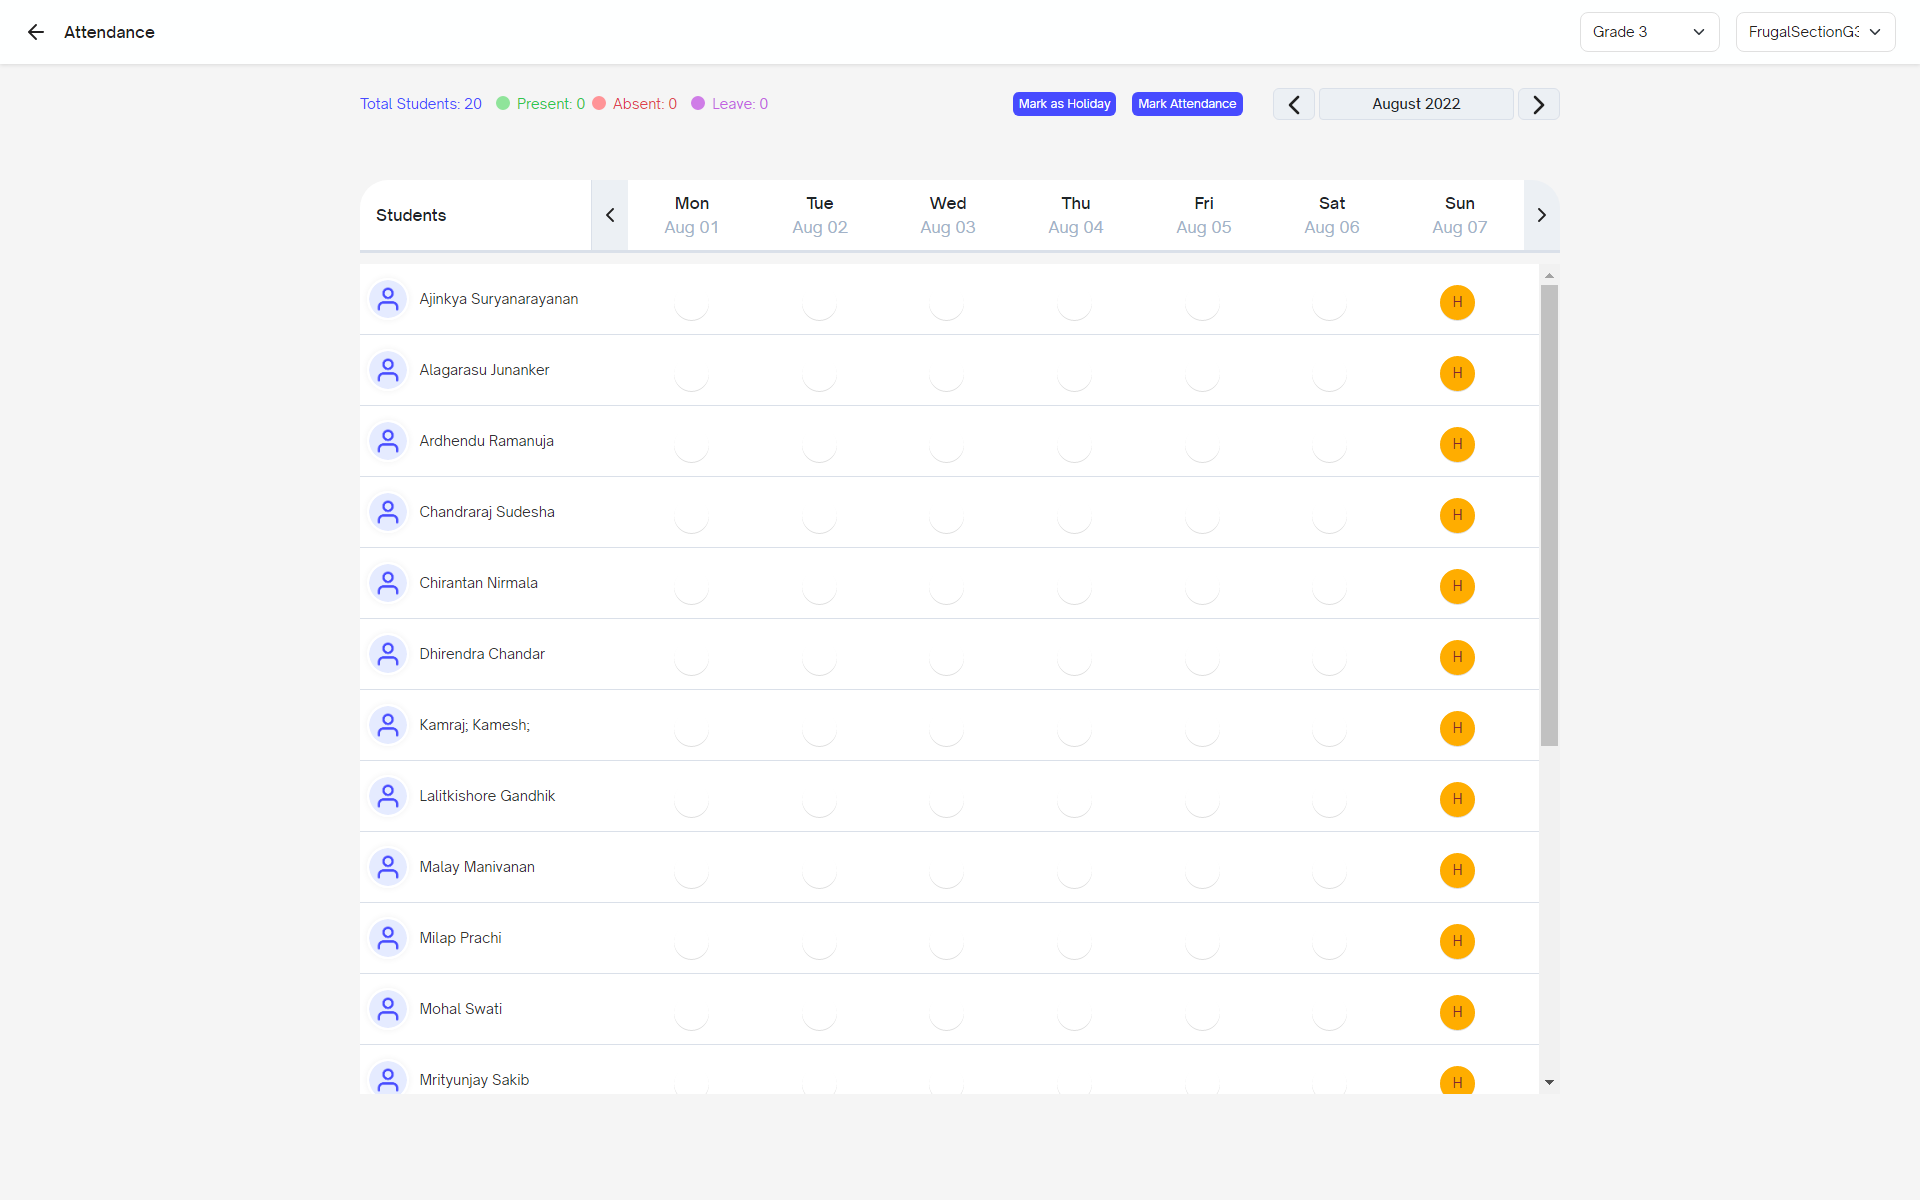 Attendance
Grade 3
FrugalSectionG3
Total Students: 20 Present: 0 Absent: 0 Leave: 0
Mark as Holiday
Mark Attendance
August 2022
Students
Mon Tue Wed Thu Fri Sat Sun
Aug 01 Aug 02 Aug 03 Aug 04 Aug 05 Aug 06 Aug 07
Ajinkya Suryanarayanan H
Alagarasu Junanker H
Ardhendu Ramanuja H
Chandraraj Sudesha H
Chirantan Nirmala H
Dhirendra Chandar H
Kamraj; Kamesh; H
Lalitkishore Gandhik H
Malay Manivanan H
Milap Prachi H
Mohal Swati H
Mrityunjay Sakib H